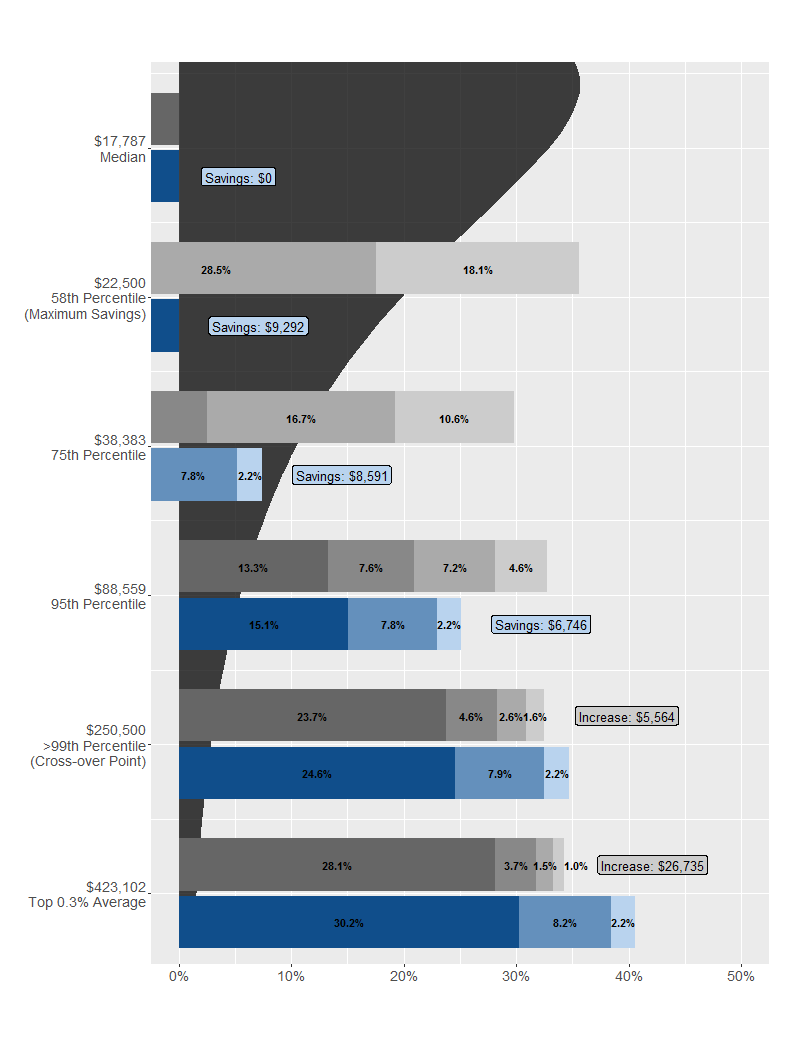 $17,787
Median
Savings: $0
28.5% 18.1%
$22,500
58th Percentile
(Maximum Savings)
Savings: $9,292
16.7% 10.6%
$38,383
75th Percentile
7.8% 2.2% Savings: $8,591
13.3% 7.6% 7.2% 4.6%
$88,559
95th Percentile
15.1% 7.8% 2.2% Savings: $6,746
23.7% 4.6% 2.6% 1.6% Increase: $5,564
$250,500
>99th Percentile
(Cross-over Point)
24.6% 7.9% 2.2%
28.1% 3.7% 1.5% 1.0% Increase: $26,735
$423,102
Top 0.3% Average
30.2% 8.2% 2.2%
0% 10% 20% 30% 40% 50%